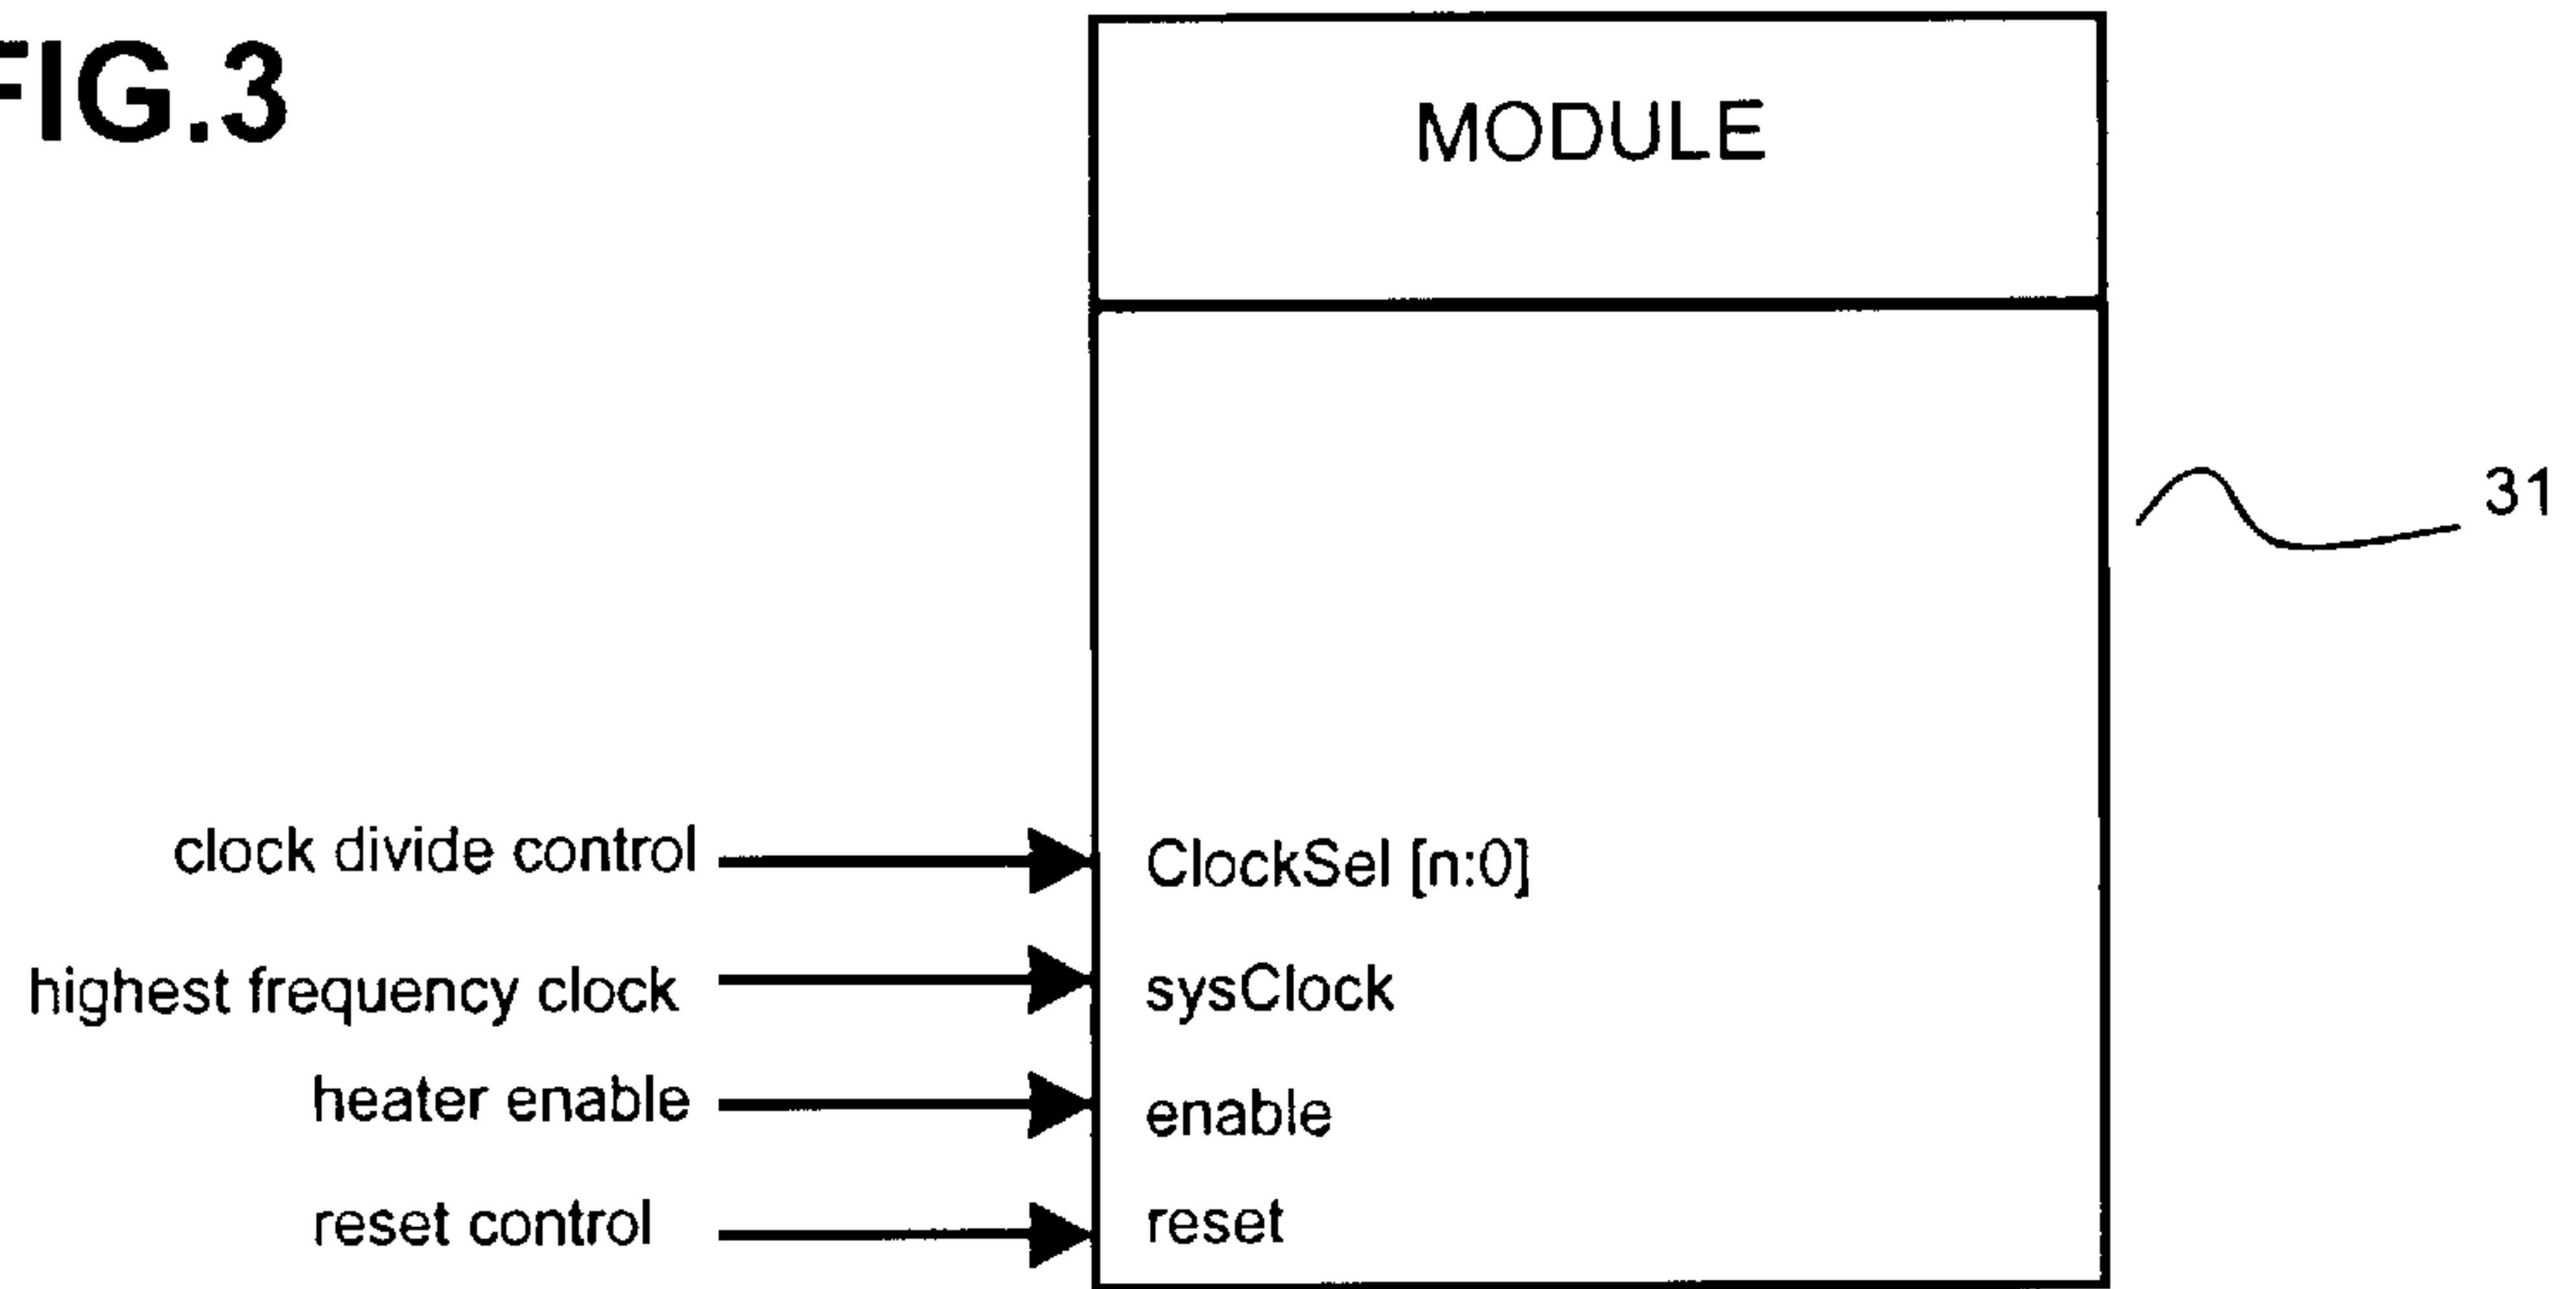 FIG.3
MODULE
31
clock divide control ClockSel [n:0]
highest frequency clock sysClock
heater enable enable
reset control reset